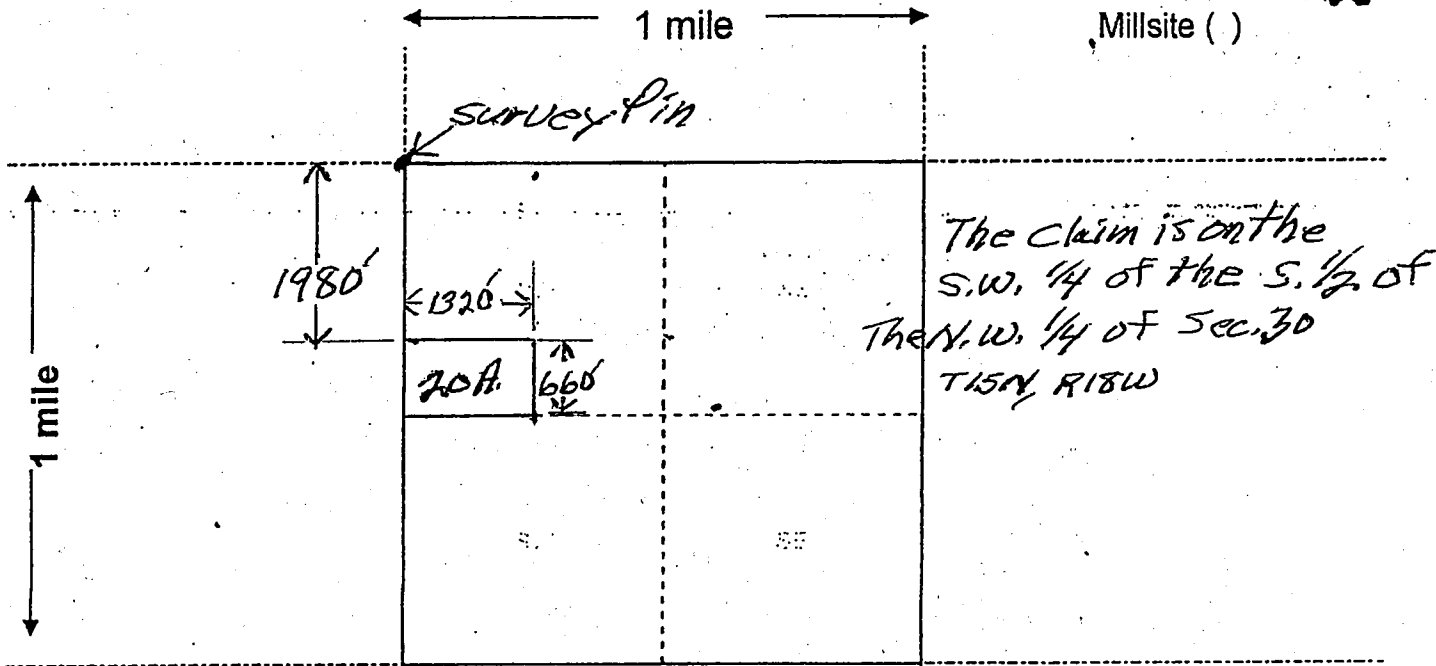 1 mile
Millsite ( )
survey Pin
The claim is on the
S.W. 1/4 of the S. 1/2 of
The N.W. 1/4 of Sec. 30
T15N, R18W
1980'
1320'
20A.
660'
1 mile